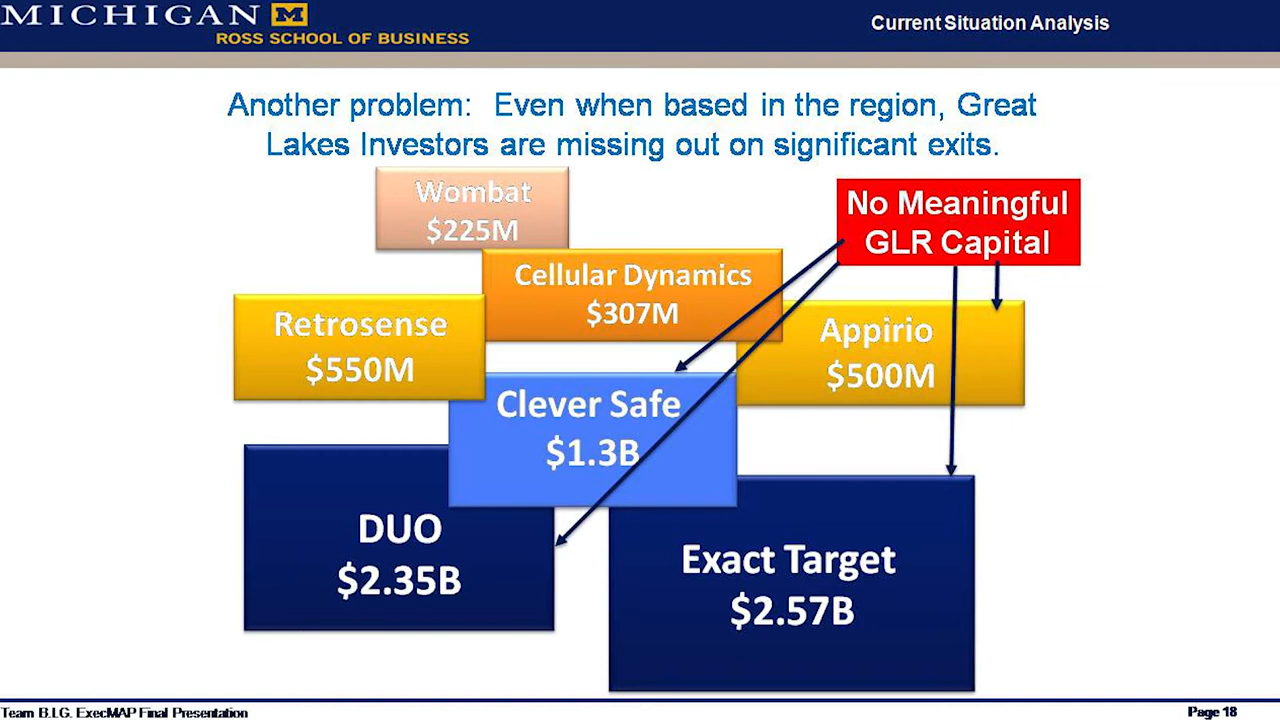 MICHIGAN M
ROSS SCHOOL OF BUSINESS
Current Situation Analysis
Another problem: Even when based in the region, Great
Lakes Investors are missing out on significant exits.
Wombat
$225M
No Meaningful
GLR Capital
Cellular Dynamics
$307M
Retrosense
$550M
Appirio
$500M
Clever Safe
$1.3B
DUO
$2.35B
Exact Target
$2.57B
Team B.I.G. ExecMAP Final Presentation
Page 18